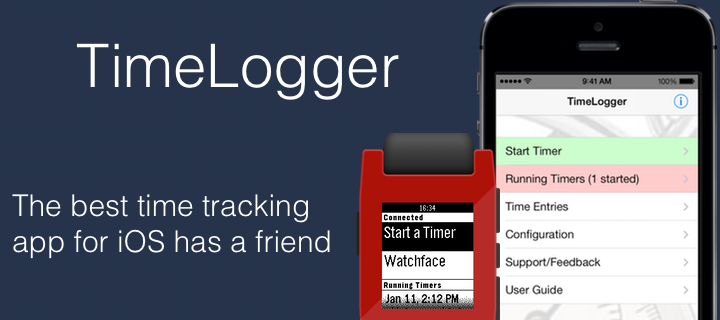 TimeLogger
The best time tracking
app for iOS has a friend
16:34
Connected
Start a Timer
Watchface
Running Timers
Jan 11, 2:12 PM
9:41 AM
100%
TimeLogger
Start Timer
Running Timers (1 started)
Time Entries
Configuration
Support/Feedback
User Guide